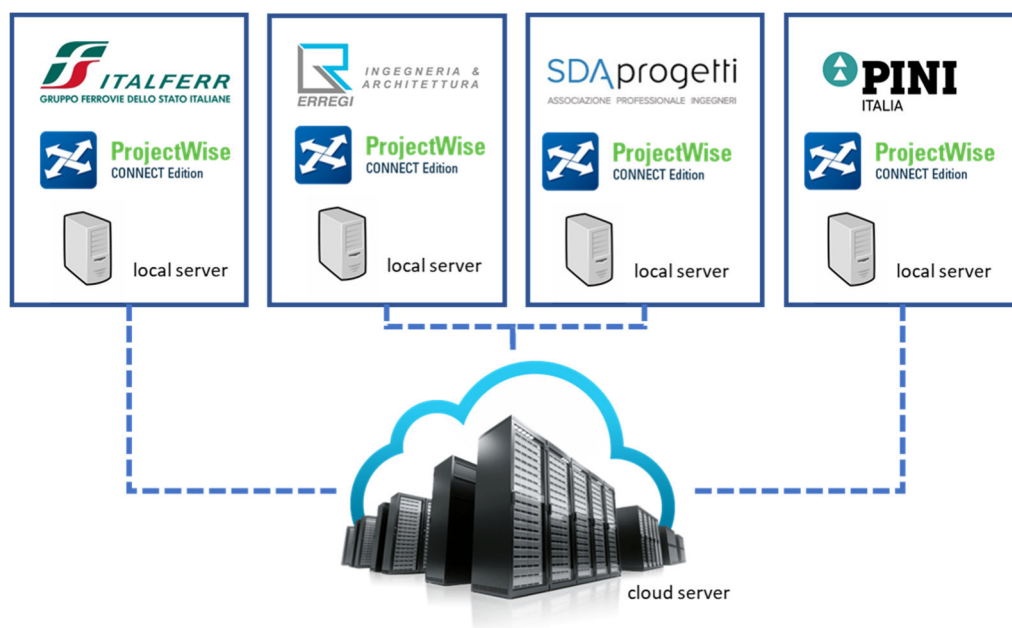 ITALFERR
GRUPPO FERROVIE DELLO STATO ITALIANE
ProjectWise
CONNECT Edition
local server
ERREGI
INGEGNERIA &
ARCHITETTURA
ProjectWise
CONNECT Edition
local server
SDAprogetti
ASSOCIAZIONE PROFESSIONALE INGEGNERI
ProjectWise
CONNECT Edition
local server
PINI
ITALIA
ProjectWise
CONNECT Edition
local server
cloud server